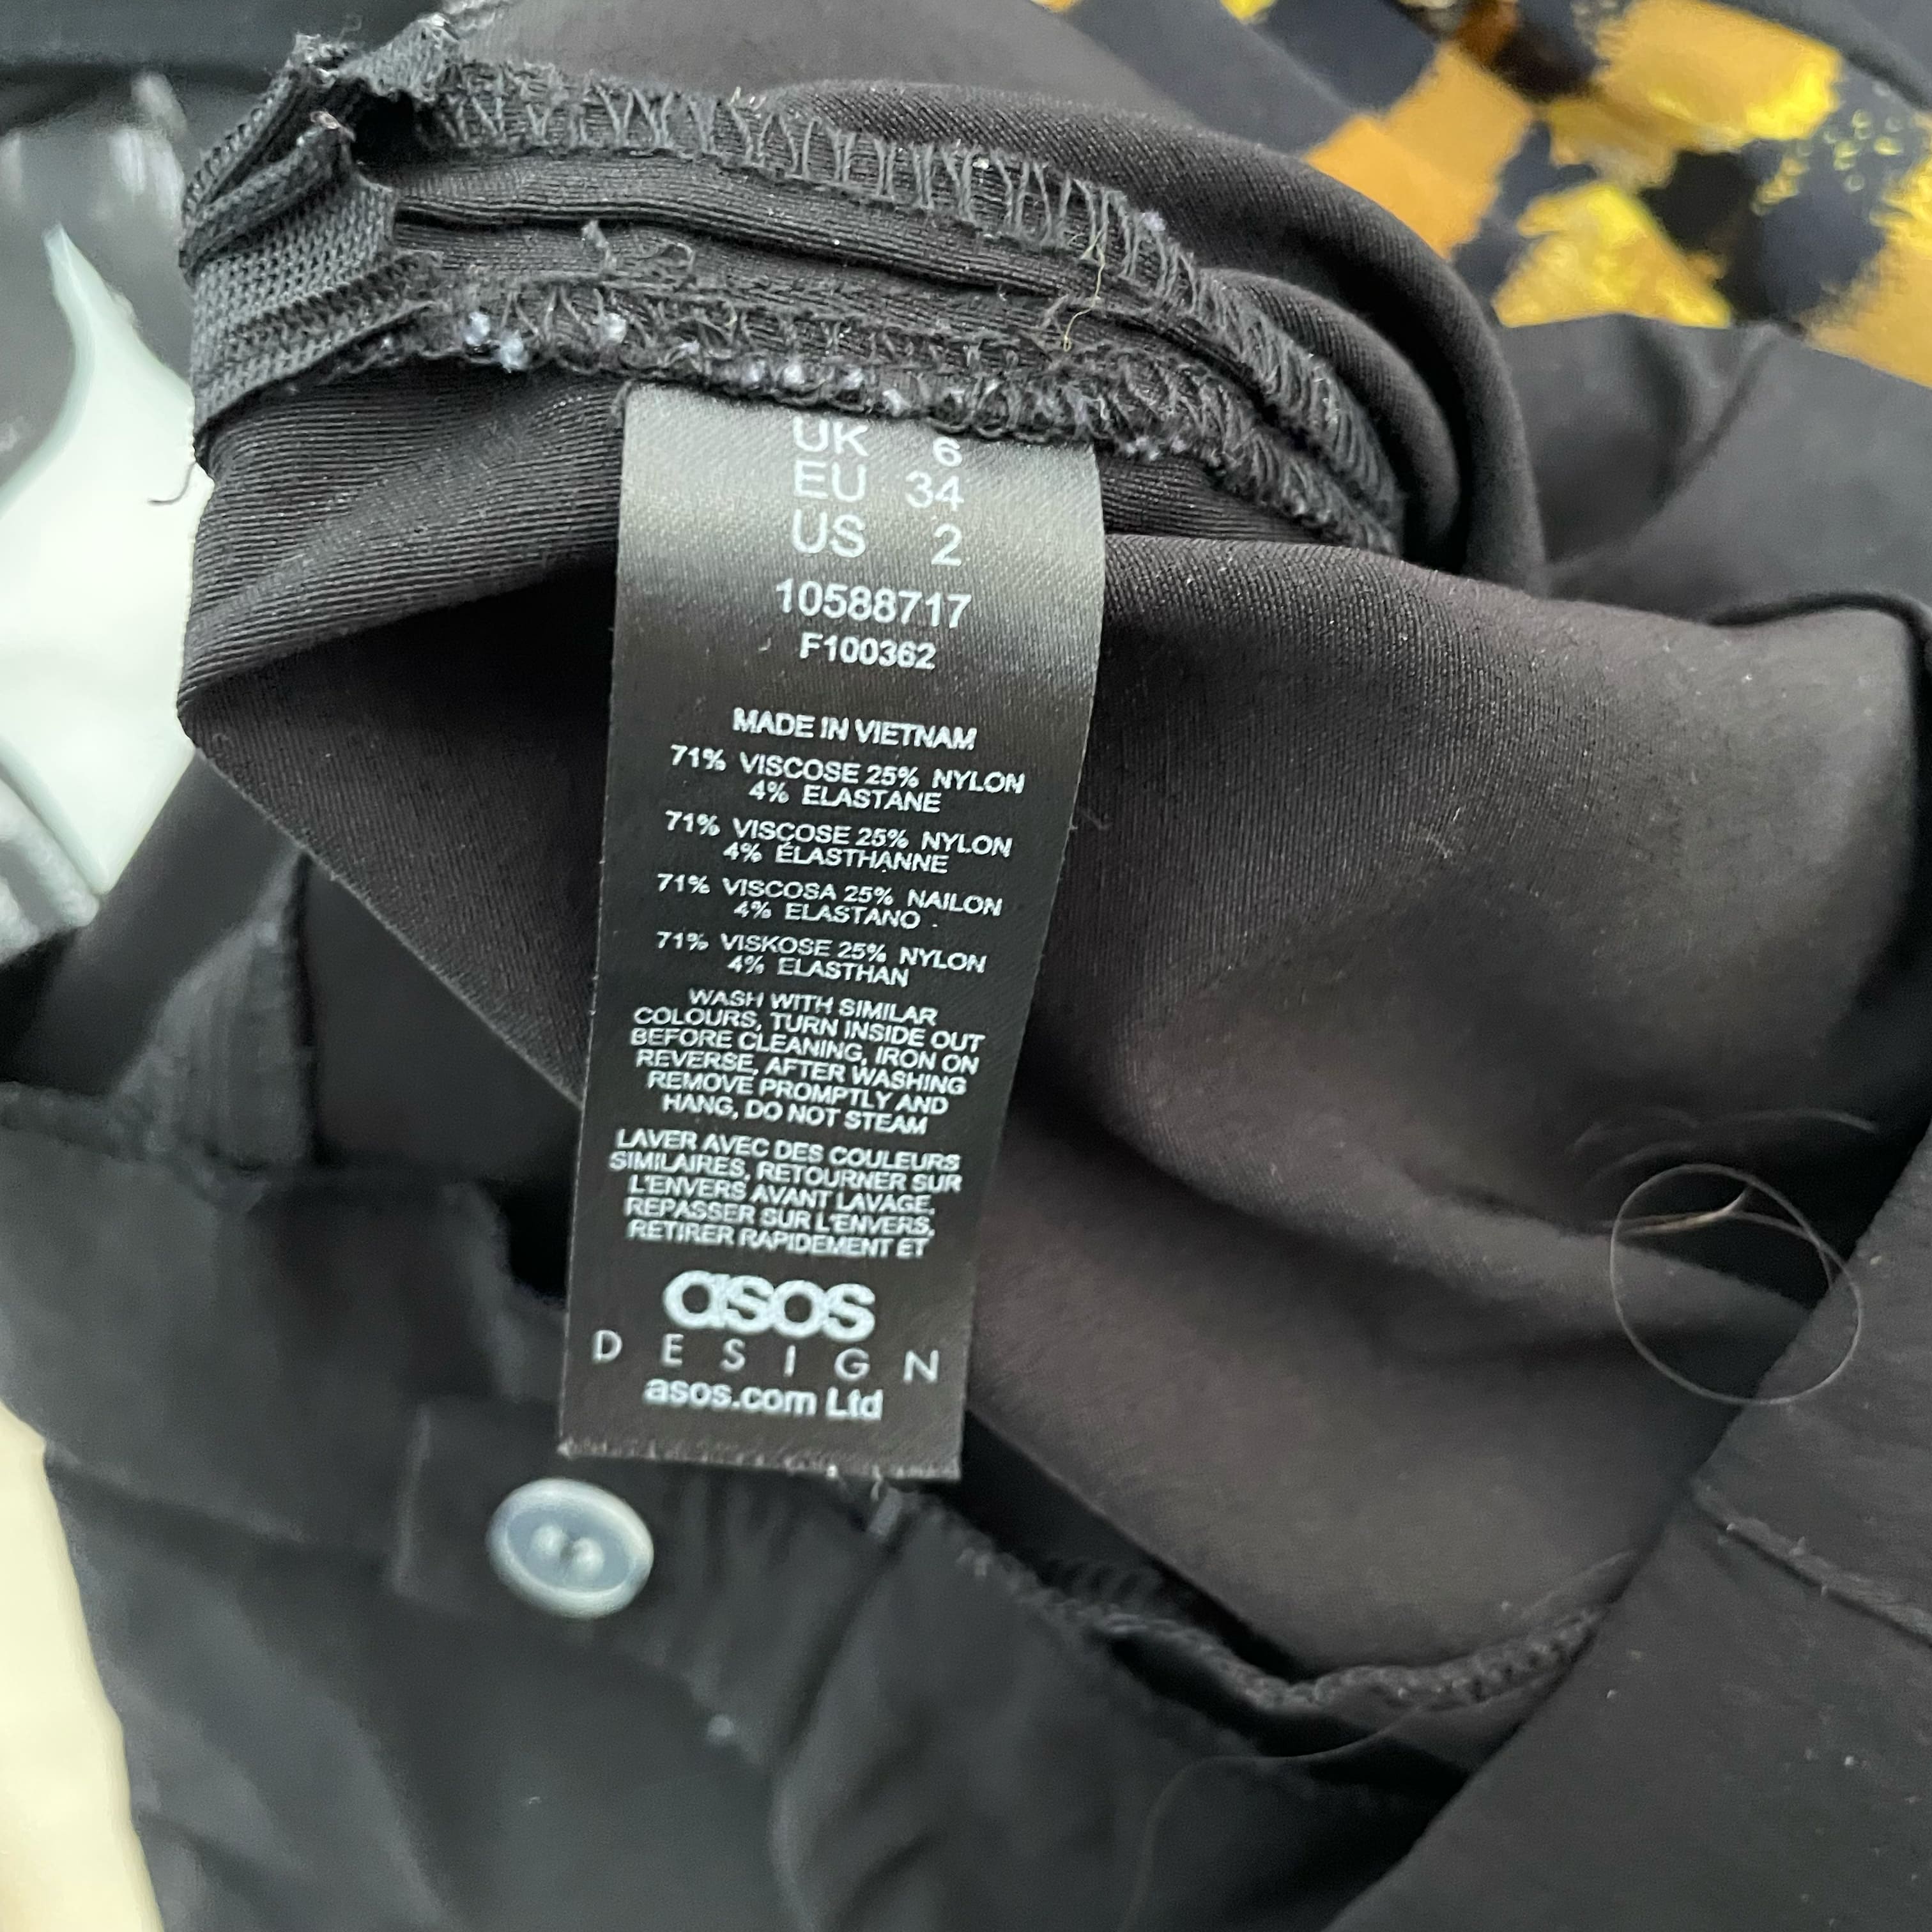 UK 6
EU 34
US 2
10588717
F100362
MADE IN VIETNAM
71% VISCOSE 25% NYLON
4% ELASTANE
71% VISCOSE 25% NYLON
4% ÉLASTHANNE
71% VISCOSA 25% NAILON
4% ELASTANO
71% VISKOSE 25% NYLON
4% ELASTHAN
WASH WITH SIMILAR
COLOURS, TURN INSIDE OUT
BEFORE CLEANING, IRON ON
REVERSE, AFTER WASHING
REMOVE PROMPTLY AND
HANG, DO NOT STEAM
LAVER AVEC DES COULEURS
SIMILAIRES, RETOURNER SUR
L'ENVERS AVANT LAVAGE,
REPASSER SUR L'ENVERS,
RETIRER RAPIDEMENT ET
asos
DESIGN
asos.com Ltd